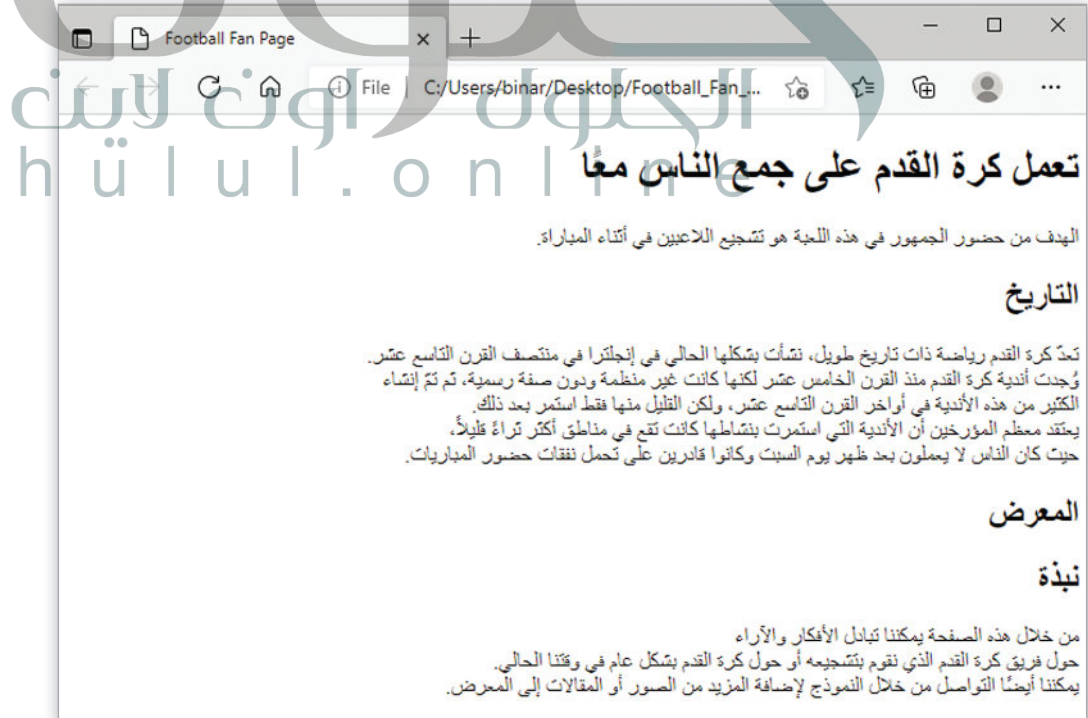 Football Fan Page
File
C:/Users/binar/Desktop/Football_Fan_...
الحلول اون لاين
hülul.online
تعمل كرة القدم على جمع الناس معًا
الهدف من حضور الجمهور في هذه اللعبة هو تشجيع اللاعبين في أثناء المباراة.
التاريخ
تعدّ كرة القدم رياضة ذات تاريخ طويل، نشأت بشكلها الحالي في إنجلترا في منتصف القرن التاسع عشر.
وُجدت أندية كرة القدم منذ القرن الخامس عشر لكنها كانت غير منظمة ودون صفة رسمية، ثم تمّ إنشاء
الكثير من هذه الأندية في أواخر القرن التاسع عشر، ولكن القليل منها فقط استمر بعد ذلك.
يعتقد معظم المؤرخين أن الأندية التي استمرت بنشاطها كانت تقع في مناطق أكثر ثراءً قليلاً،
حيث كان الناس لا يعملون بعد ظهر يوم السبت وكانوا قادرين على تحمل نفقات حضور المباريات.
المعرض
نبذة
من خلال هذه الصفحة يمكننا تبادل الأفكار والآراء
حول فريق كرة القدم الذي نقوم بتشجيعه أو حول كرة القدم بشكل عام في وقتنا الحالي.
يمكننا أيضًا التواصل من خلال النموذج لإضافة المزيد من الصور أو المقالات إلى المعرض.